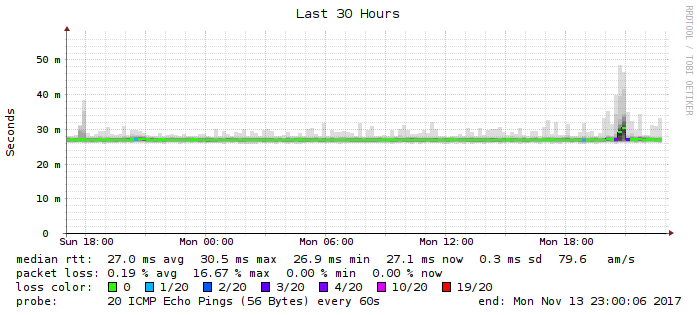 Last 30 Hours
RRDTOOL / TOBI OETIKER
Seconds
50 m
40 m
30 m
20 m
10 m
0
Sun 18:00 Mon 00:00 Mon 06:00 Mon 12:00 Mon 18:00
median rtt: 27.0 ms avg 30.5 ms max 26.9 ms min 27.1 ms now 0.3 ms sd 79.6 am/s
packet loss: 0.19 % avg 16.67 % max 0.00 % min 0.00 % now
loss color: 0 1/20 2/20 3/20 4/20 10/20 19/20
probe: 20 ICMP Echo Pings (56 Bytes) every 60s end: Mon Nov 13 23:00:06 2017